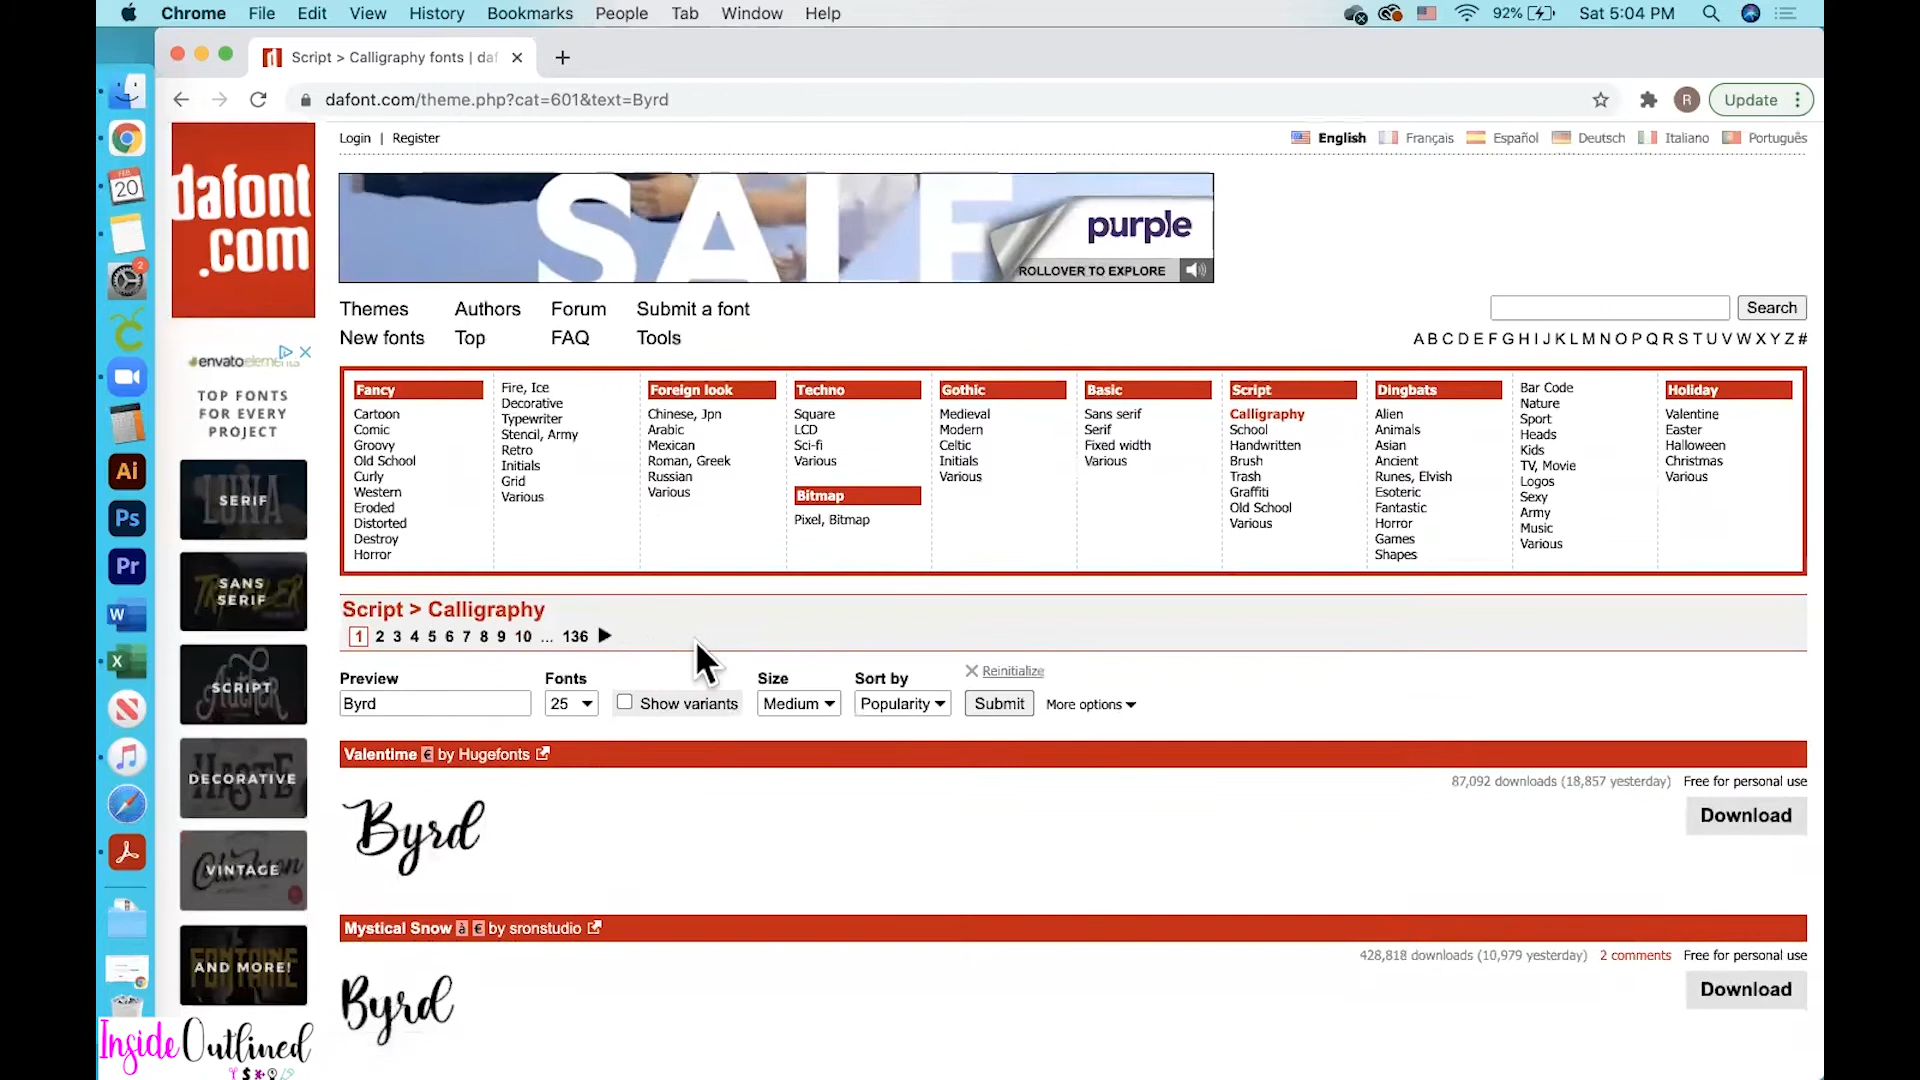 Chrome File Edit View History Bookmarks People Tab Window Help
92% Sat 5:04 PM
Script > Calligraphy fonts | daf
dafont.com/theme.php?cat=601&text=Byrd
R
Update
FEB
20
2
Ai
Ps
Pr
W
X
dafont
.com
Login | Register
English Français Español Deutsch Italiano Português
SALE
purple
ROLLOVER TO EXPLORE
Themes Authors Forum Submit a font
New fonts Top FAQ Tools
Search
A B C D E F G H I J K L M N O P Q R S T U V W X Y Z #
envato elements
TOP FONTS
FOR EVERY
PROJECT
SERIF
SANS
SERIF
SCRIPT
DECORATIVE
VINTAGE
AND MORE!
Fancy
Cartoon
Comic
Groovy
Old School
Curly
Western
Eroded
Distorted
Destroy
Horror
Fire, Ice
Decorative
Typewriter
Stencil, Army
Retro
Initials
Grid
Various
Foreign look
Chinese, Jpn
Arabic
Mexican
Roman, Greek
Russian
Various
Techno
Square
LCD
Sci-fi
Various
Bitmap
Pixel, Bitmap
Gothic
Medieval
Modern
Celtic
Initials
Various
Basic
Sans serif
Serif
Fixed width
Various
Script
Calligraphy
School
Handwritten
Brush
Trash
Graffiti
Old School
Various
Dingbats
Alien
Animals
Asian
Ancient
Runes, Elvish
Esoteric
Fantastic
Horror
Games
Shapes
Bar Code
Nature
Sport
Heads
Kids
TV, Movie
Logos
Sexy
Army
Music
Various
Holiday
Valentine
Easter
Halloween
Christmas
Various
Script > Calligraphy
1 2 3 4 5 6 7 8 9 10 ... 136
Preview Fonts Size Sort by Reinitialize
Byrd 25 Show variants Medium Popularity Submit More options
Valentime € by Hugefonts
87,092 downloads (18,857 yesterday) Free for personal use
Download
Byrd
Mystical Snow à € by sronstudio
428,818 downloads (10,979 yesterday) 2 comments Free for personal use
Download
Byrd
Inside Outlined